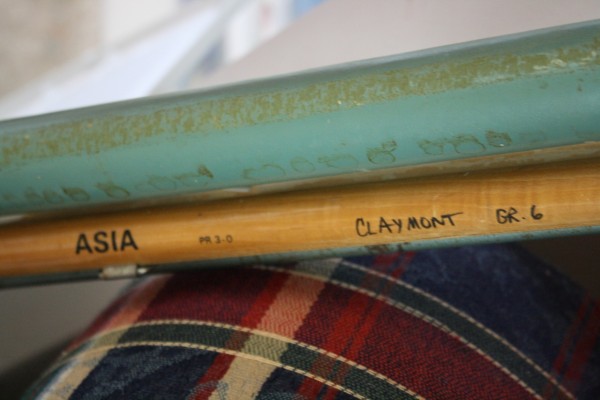 ASIA PR 3-0 CLAYMONT GR. 6